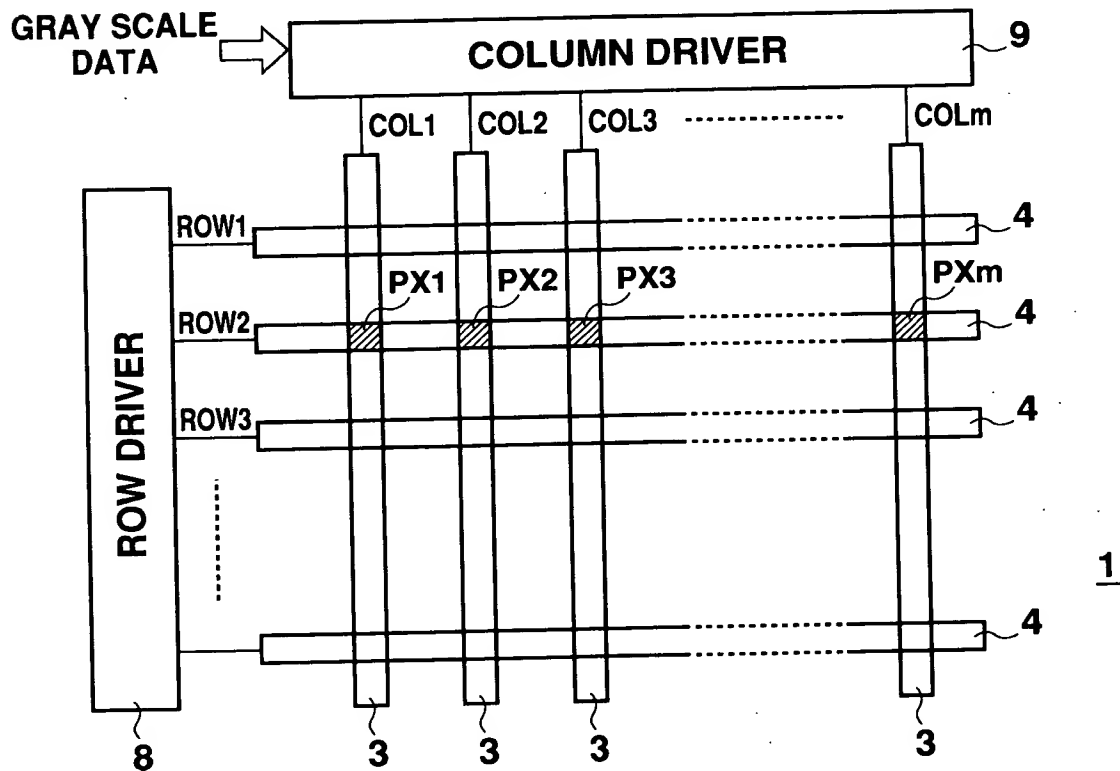 GRAY SCALE
DATA
COLUMN DRIVER
9
COL1
COL2
COL3
COLm
ROW1
4
PX1
PX2
PX3
PXm
ROW2
4
ROW3
4
ROW DRIVER
1
4
8
3
3
3
3